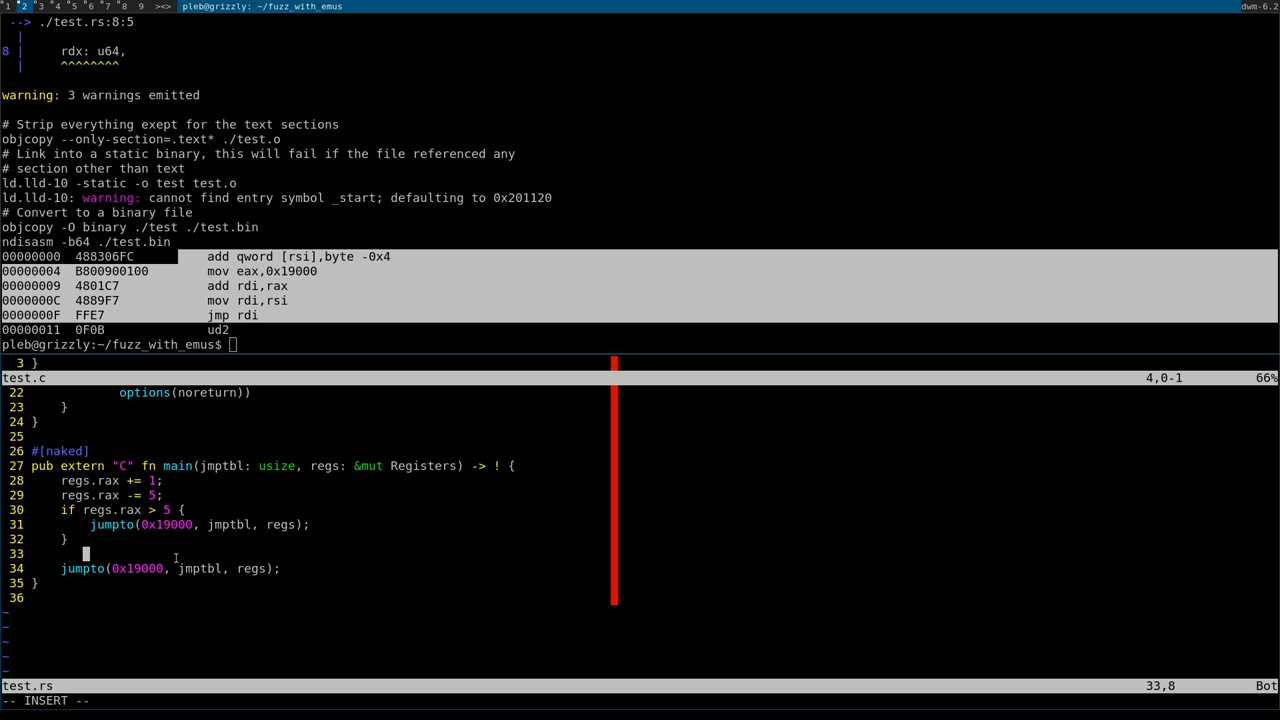 1 2 3 4 5 6 7 8 9 ><> pleb@grizzly: ~/fuzz_with_emus dwm-6.2
--> ./test.rs:8:5
|
8 | rdx: u64,
| ^^^^^^^^
warning: 3 warnings emitted
# Strip everything exept for the text sections
objcopy --only-section=.text* ./test.o
# Link into a static binary, this will fail if the file referenced any
# section other than text
ld.lld-10 -static -o test test.o
ld.lld-10: warning: cannot find entry symbol _start; defaulting to 0x201120
# Convert to a binary file
objcopy -O binary ./test ./test.bin
ndisasm -b64 ./test.bin
00000000 488306FC add qword [rsi],byte -0x4
00000004 B800900100 mov eax,0x19000
00000009 4801C7 add rdi,rax
0000000C 4889F7 mov rdi,rsi
0000000F FFE7 jmp rdi
00000011 0F0B ud2
pleb@grizzly:~/fuzz_with_emus$
3 }
test.c 4,0-1 66%
22 options(noreturn))
23 }
24 }
25
26 #[naked]
27 pub extern "C" fn main(jmptbl: usize, regs: &mut Registers) -> ! {
28 regs.rax += 1;
29 regs.rax -= 5;
30 if regs.rax > 5 {
31 jumpto(0x19000, jmptbl, regs);
32 }
33
34 jumpto(0x19000, jmptbl, regs);
35 }
36
~
~
~
~
~
test.rs 33,8 Bot
-- INSERT --